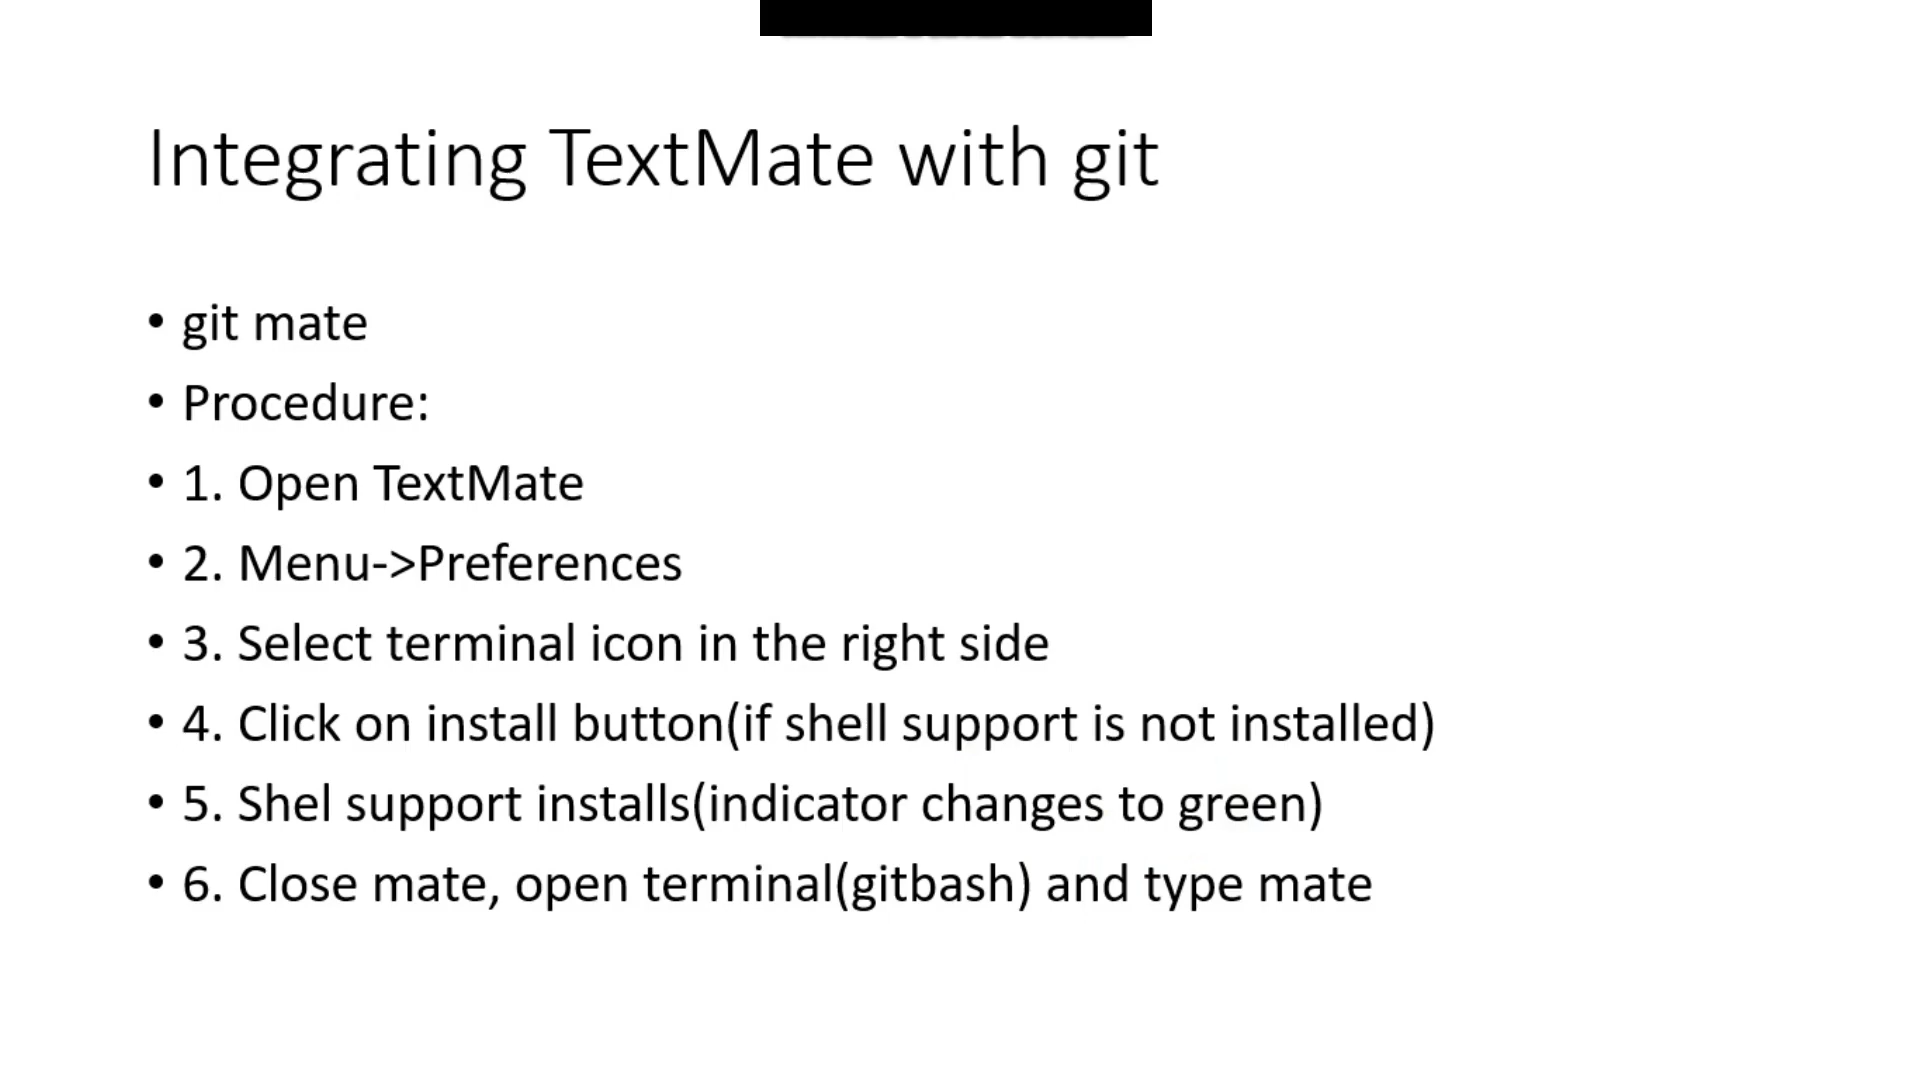 Integrating TextMate with git
• git mate
• Procedure:
• 1. Open TextMate
• 2. Menu->Preferences
• 3. Select terminal icon in the right side
• 4. Click on install button(if shell support is not installed)
• 5. Shel support installs(indicator changes to green)
• 6. Close mate, open terminal(gitbash) and type mate